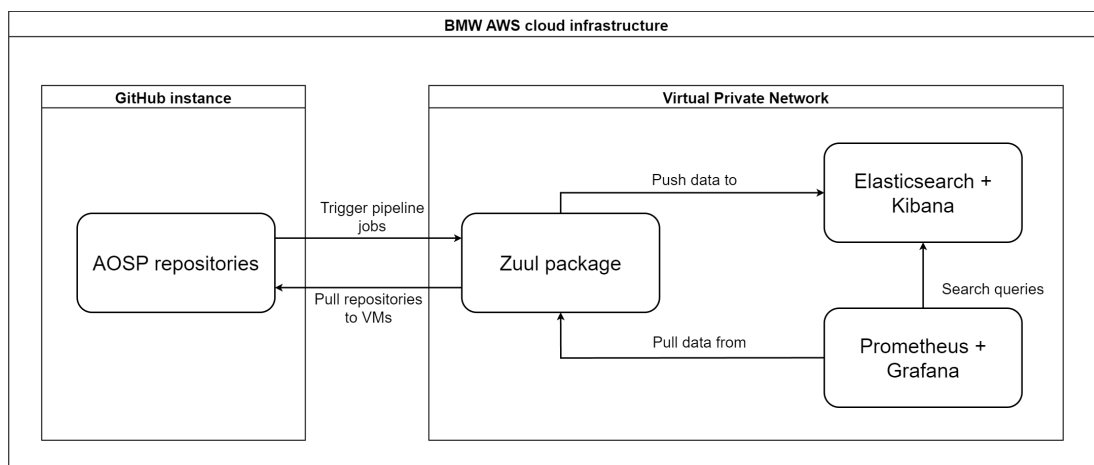 BMW AWS cloud infrastructure
GitHub instance
Virtual Private Network
AOSP repositories
Trigger pipeline
jobs
Pull repositories
to VMs
Zuul package
Push data to
Elasticsearch +
Kibana
Search queries
Pull data from
Prometheus +
Grafana